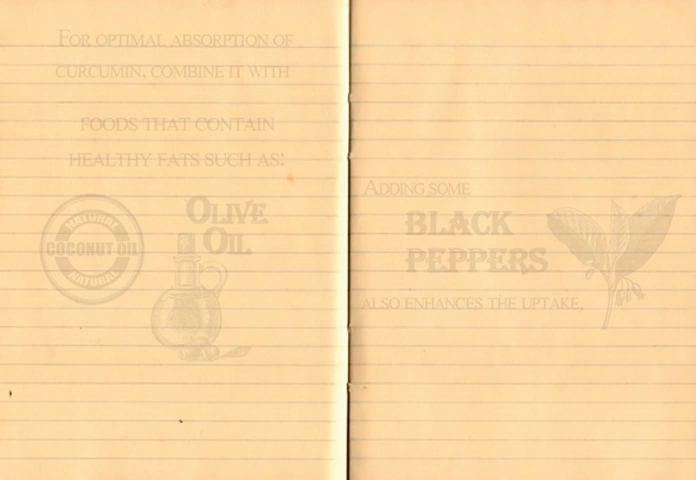 For optimal absorption of
curcumin, combine it with
foods that contain
healthy fats such as:
NATURAL
COCONUT OIL
NATURAL
Olive
Oil
Adding some
BLACK
PEPPERS
also enhances the uptake.